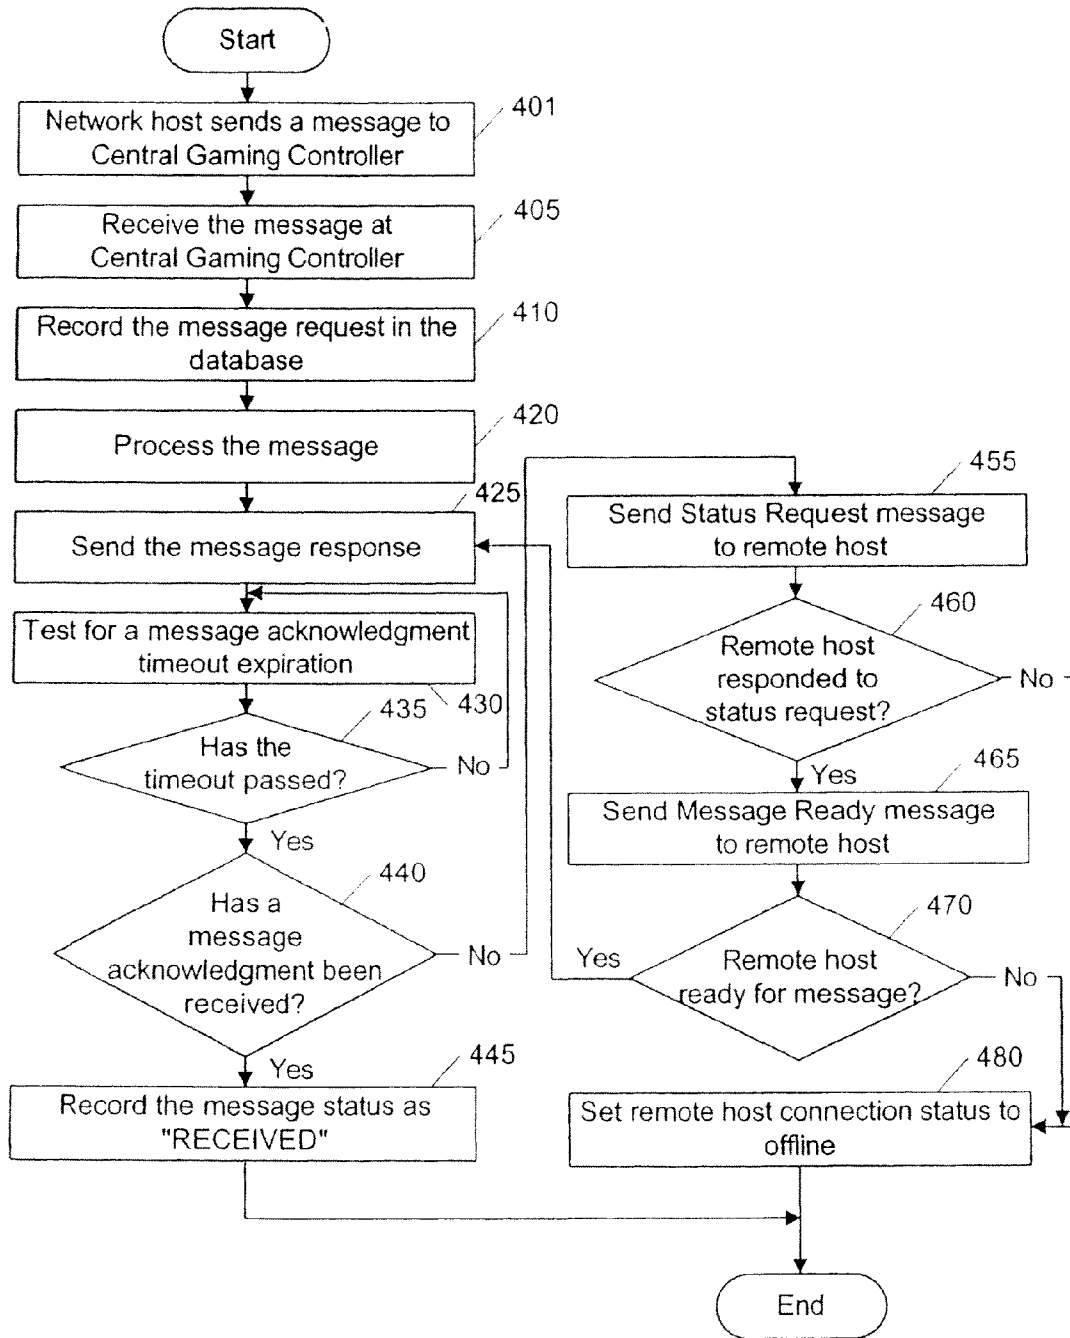 Start
401
Network host sends a message to
Central Gaming Controller
405
Receive the message at
Central Gaming Controller
410
Record the message request in the
database
420
Process the message
425
Send the message response
Test for a message acknowledgment
timeout expiration
430
435
Has the
timeout passed?
No
Yes
440
Has a
message
acknowledgment been
received?
No
Yes
445
Record the message status as
"RECEIVED"
455
Send Status Request message
to remote host
460
Remote host
responded to
status request?
No
Yes
465
Send Message Ready message
to remote host
470
Remote host
ready for message?
Yes
No
480
Set remote host connection status to
offline
End